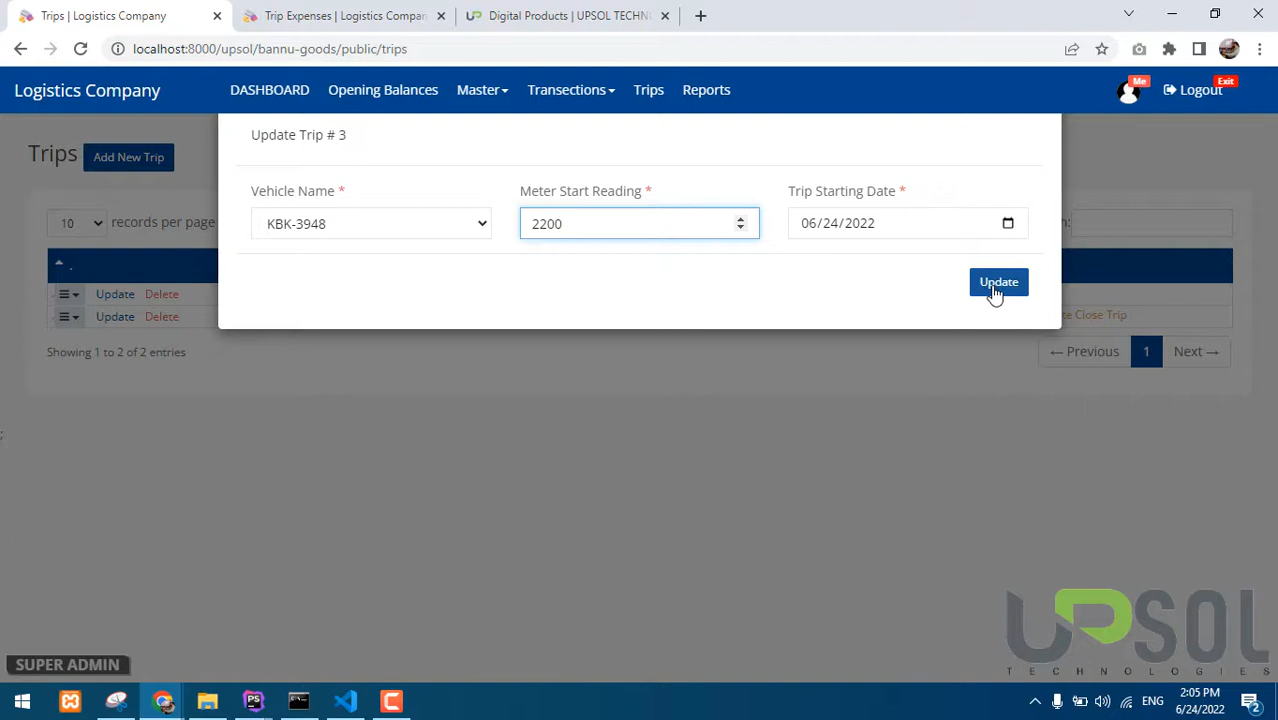 Trips | Logistics Company
Trip Expenses | Logistics Compan
Digital Products | UPSOL TECHN
localhost:8000/upsol/bannu-goods/public/trips
Logistics Company
DASHBOARD
Opening Balances
Master
Transactions
Trips
Reports
Me
Logout
Exit
Update Trip # 3
Trips
Add New Trip
Vehicle Name *
Meter Start Reading *
Trip Starting Date *
10
records per page
KBK-3948
2200
06/24/2022
:
.
Update
Update Delete
Update Delete
te Close Trip
Showing 1 to 2 of 2 entries
← Previous
1
Next →
;
UPSOL
TECHNOLOGIES
SUPER ADMIN
PS
ENG
2:05 PM
6/24/2022
2